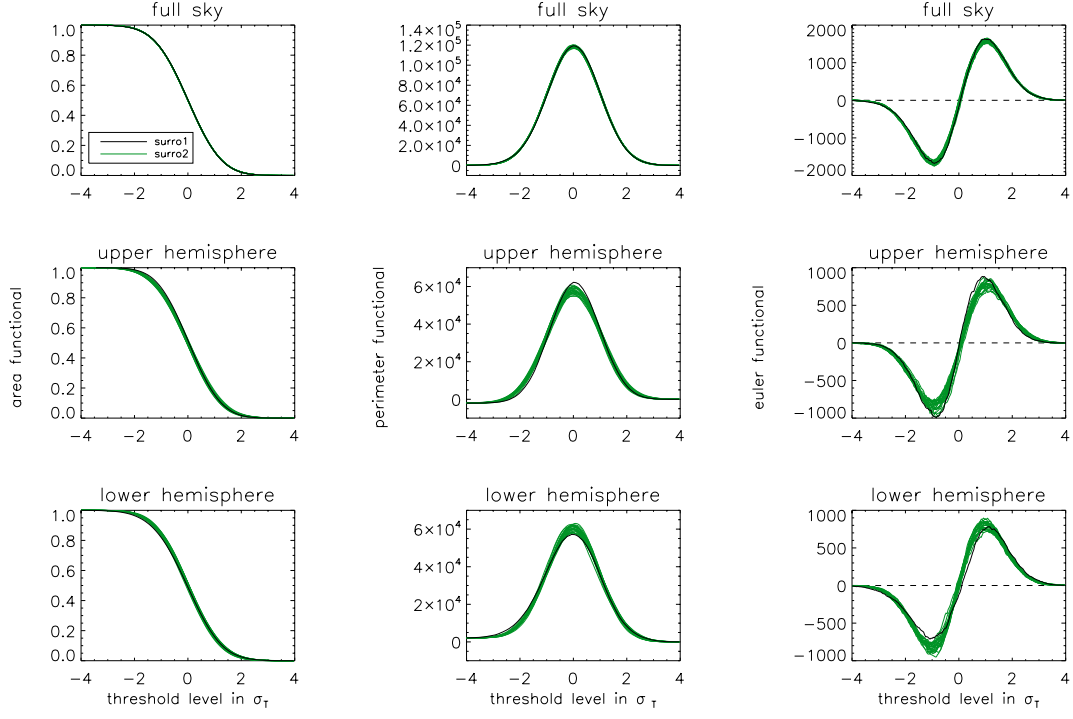 full sky
1.0
0.8
0.6
0.4
0.2
0.0
surro1
surro2
−4 −2 0 2 4
full sky
1.4×10⁵
1.2×10⁵
1.0×10⁵
8.0×10⁴
6.0×10⁴
4.0×10⁴
2.0×10⁴
0
−4 −2 0 2 4
full sky
2000
1000
0
−1000
−2000
−4 −2 0 2 4
upper hemisphere
area functional
1.0
0.8
0.6
0.4
0.2
0.0
−4 −2 0 2 4
upper hemisphere
perimeter functional
6×10⁴
4×10⁴
2×10⁴
0
−4 −2 0 2 4
upper hemisphere
euler functional
1000
500
0
−500
−1000
−4 −2 0 2 4
lower hemisphere
1.0
0.8
0.6
0.4
0.2
0.0
−4 −2 0 2 4
threshold level in σ_T
lower hemisphere
6×10⁴
4×10⁴
2×10⁴
0
−4 −2 0 2 4
threshold level in σ_T
lower hemisphere
1000
500
0
−500
−1000
−4 −2 0 2 4
threshold level in σ_T